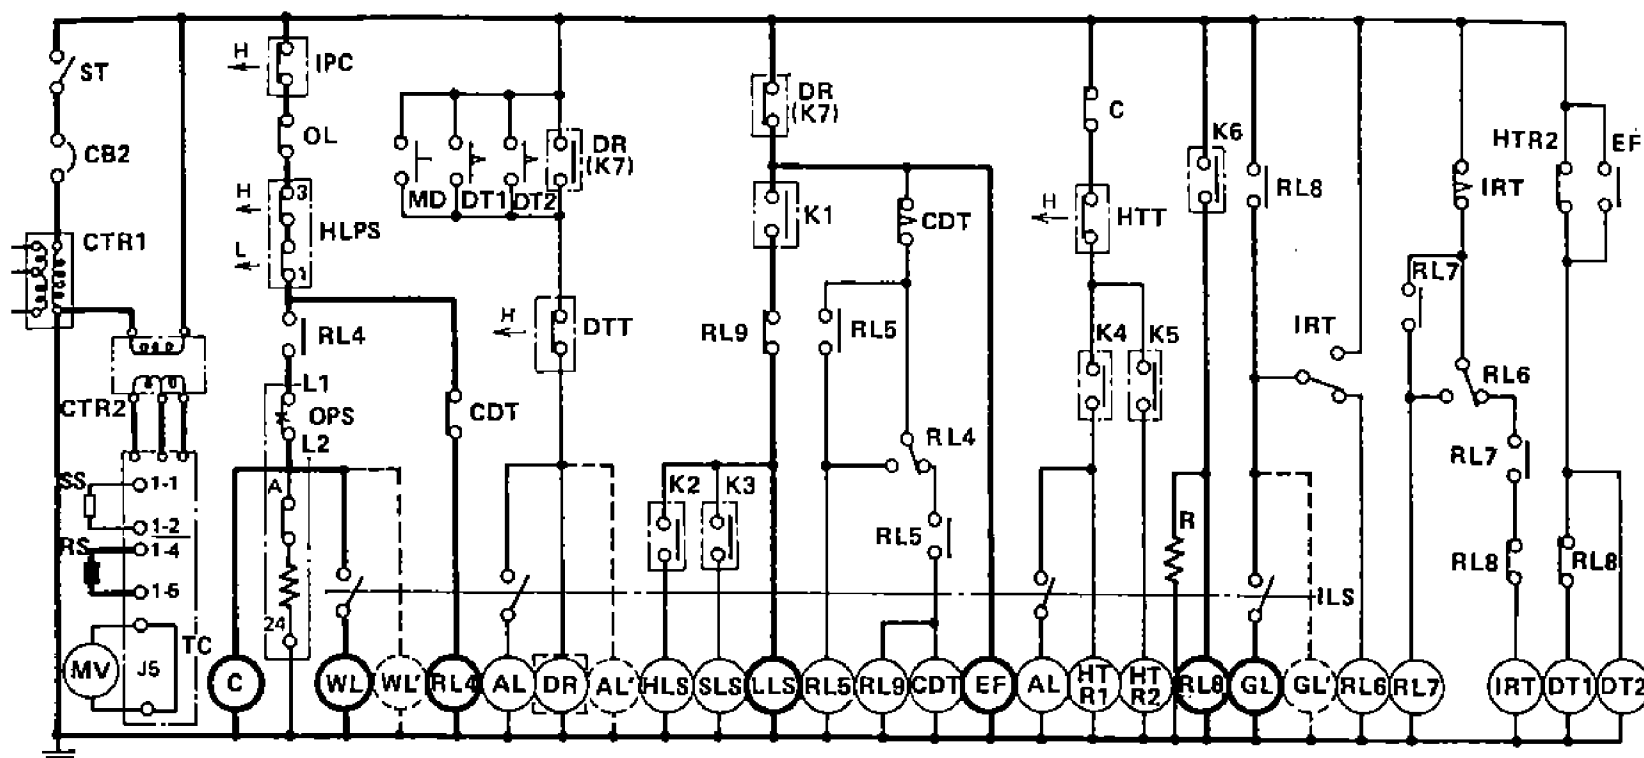 ST
CB2
CTR1
CTR2
SS
RS
1-1
1-2
1-4
1-5
TC
MV
J5
H
IPC
OL
H
L
3
HLPS
1
RL4
L1
OPS
L2
A
24
CDT
MD
DT1
DT2
DR
(K7)
H
DTT
DR
(K7)
K1
CDT
RL9
RL5
K2
K3
RL4
RL5
C
H
HTT
K4
K5
K6
R
RL8
IRT
ILS
IRT
RL7
RL6
RL7
RL8
HTR2
EF
RL8
C
WL
WL'
RL4
AL
DR
AL'
HLS
SLS
LLS
RL5
RL9
CDT
EF
AL
HT
R1
HT
R2
RL8
GL
GL'
RL6
RL7
IRT
DT1
DT2